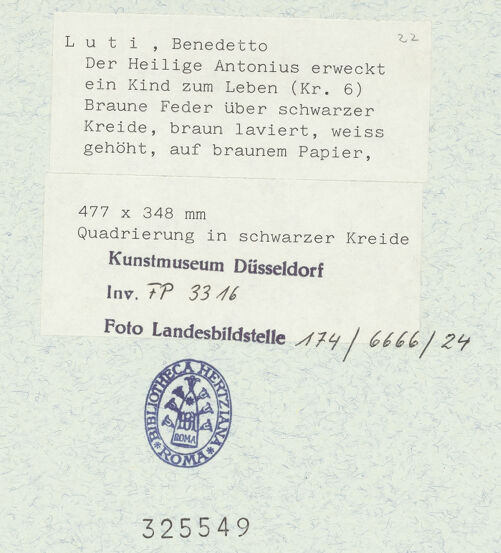 22
L u t i , Benedetto
Der Heilige Antonius erweckt
ein Kind zum Leben (Kr. 6)
Braune Feder über schwarzer
Kreide, braun laviert, weiss
gehöht, auf braunem Papier,
477 x 348 mm
Quadrierung in schwarzer Kreide
Kunstmuseum Düsseldorf
Inv. FP 3316
Foto Landesbildstelle 174/6666/24
BIBLIOTHECA HERTZIANA
ROMA
*ROMA*
325549